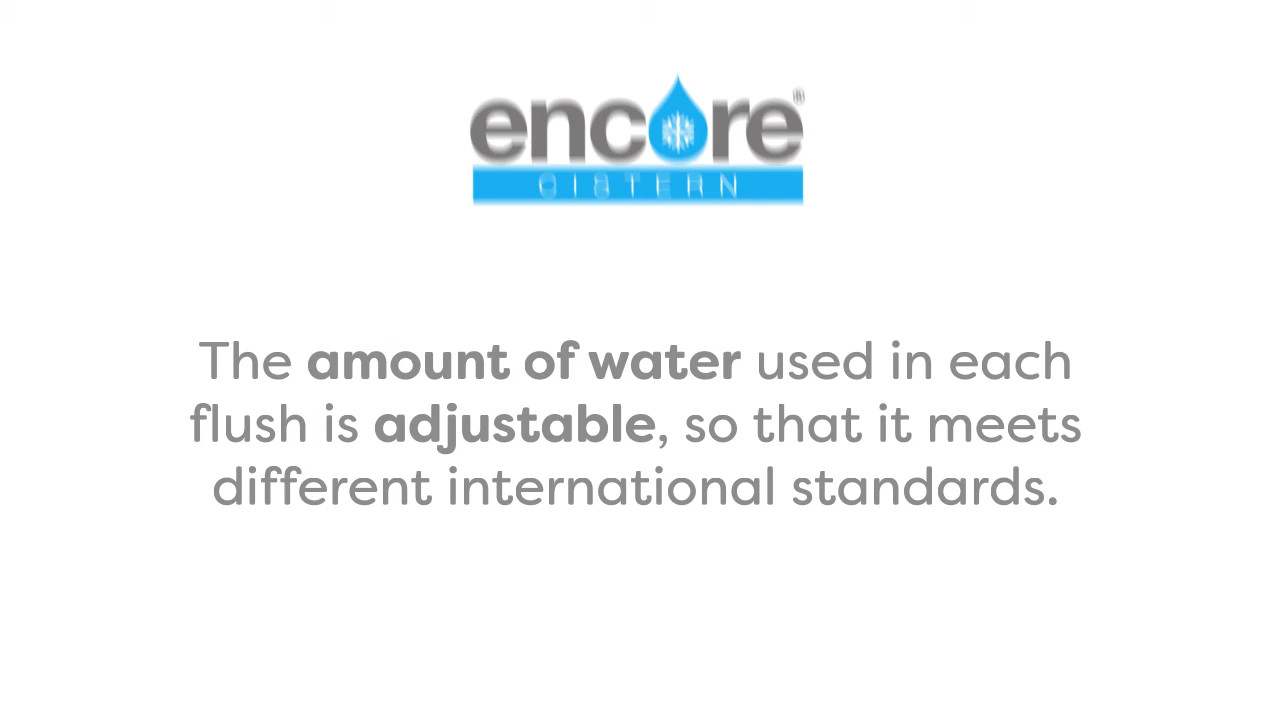 encore®
CISTERN
The amount of water used in each
flush is adjustable, so that it meets
different international standards.